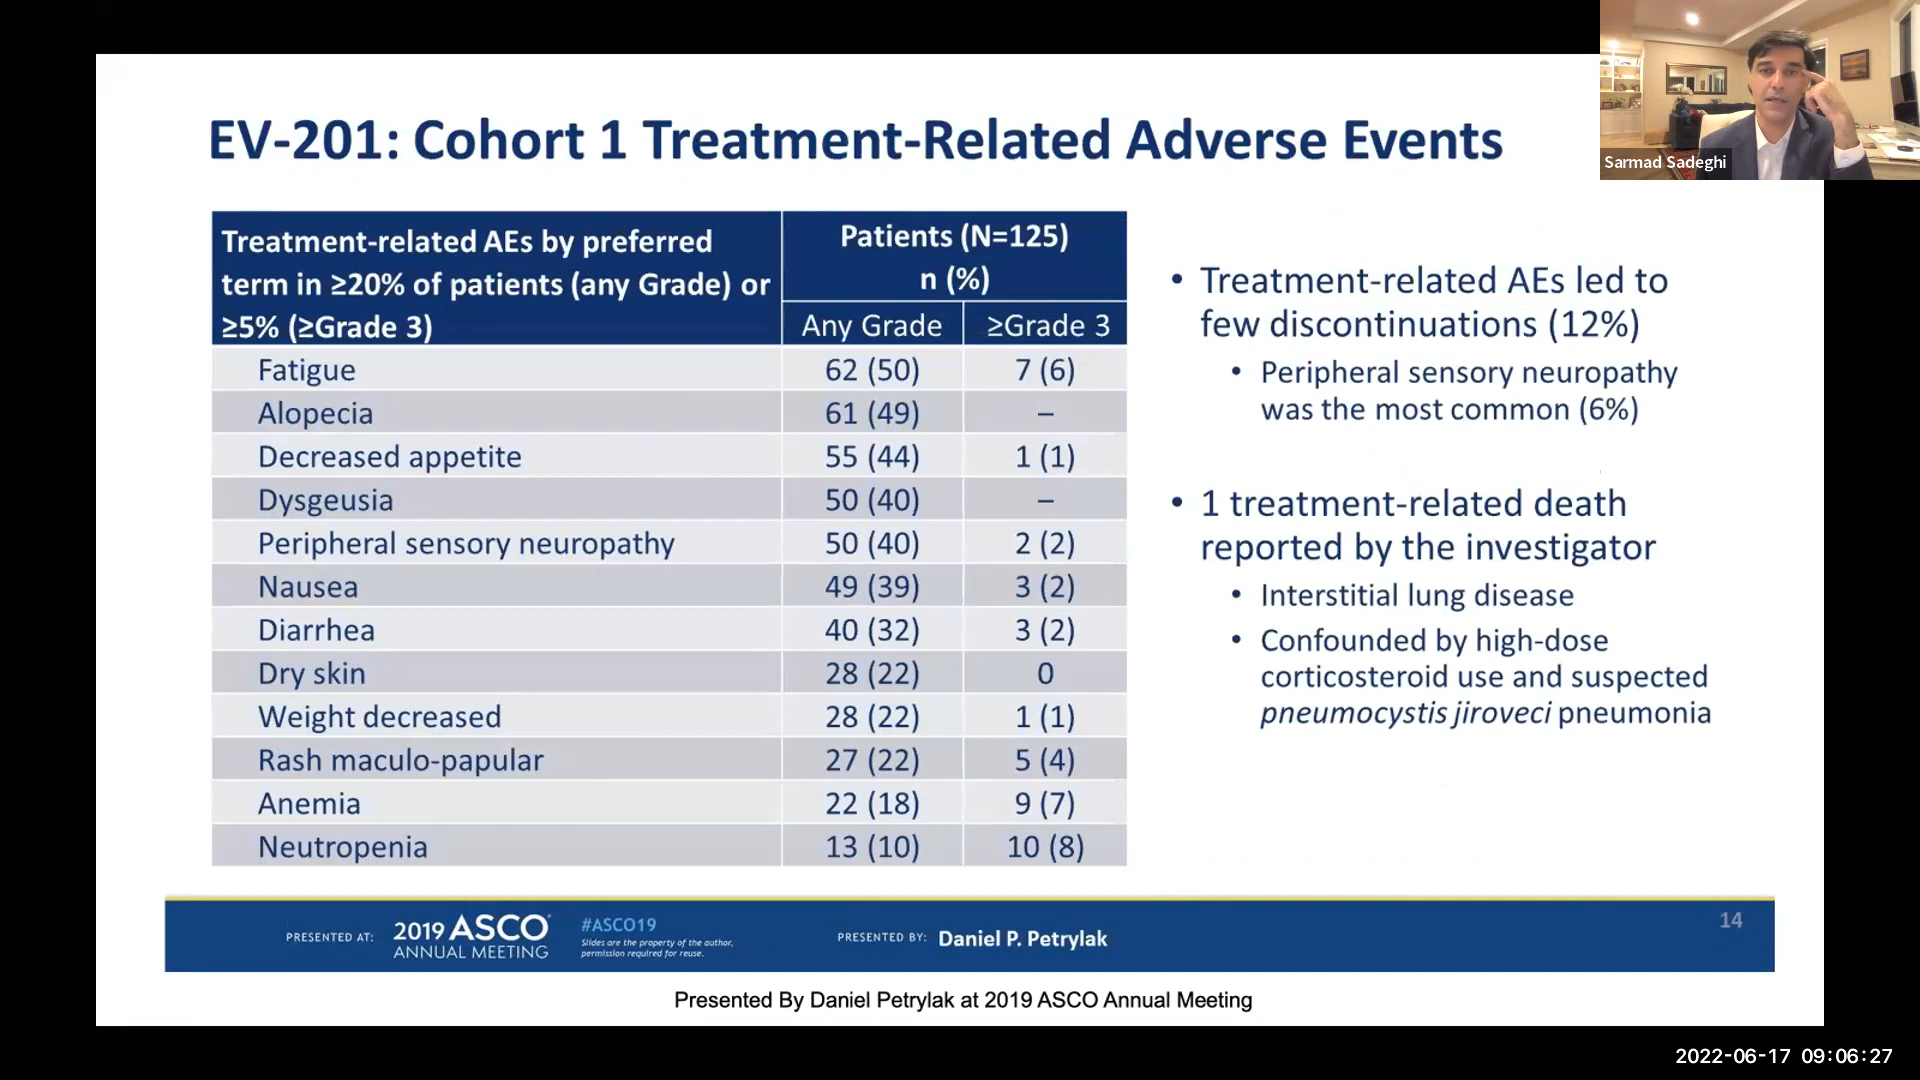 EV-201: Cohort 1 Treatment-Related Adverse Events
Sarmad Sadeghi
Treatment-related AEs by preferred
term in ≥20% of patients (any Grade) or
≥5% (≥Grade 3)
Patients (N=125)
n (%)
Any Grade ≥Grade 3
Fatigue 62 (50) 7 (6)
Alopecia 61 (49) –
Decreased appetite 55 (44) 1 (1)
Dysgeusia 50 (40) –
Peripheral sensory neuropathy 50 (40) 2 (2)
Nausea 49 (39) 3 (2)
Diarrhea 40 (32) 3 (2)
Dry skin 28 (22) 0
Weight decreased 28 (22) 1 (1)
Rash maculo-papular 27 (22) 5 (4)
Anemia 22 (18) 9 (7)
Neutropenia 13 (10) 10 (8)
• Treatment-related AEs led to
few discontinuations (12%)
• Peripheral sensory neuropathy
was the most common (6%)
• 1 treatment-related death
reported by the investigator
• Interstitial lung disease
• Confounded by high-dose
corticosteroid use and suspected
pneumocystis jiroveci pneumonia
PRESENTED AT:
2019 ASCO
ANNUAL MEETING
#ASCO19
Slides are the property of the author,
permission required for reuse.
PRESENTED BY: Daniel P. Petrylak
14
Presented By Daniel Petrylak at 2019 ASCO Annual Meeting
2022-06-17 09:06:27